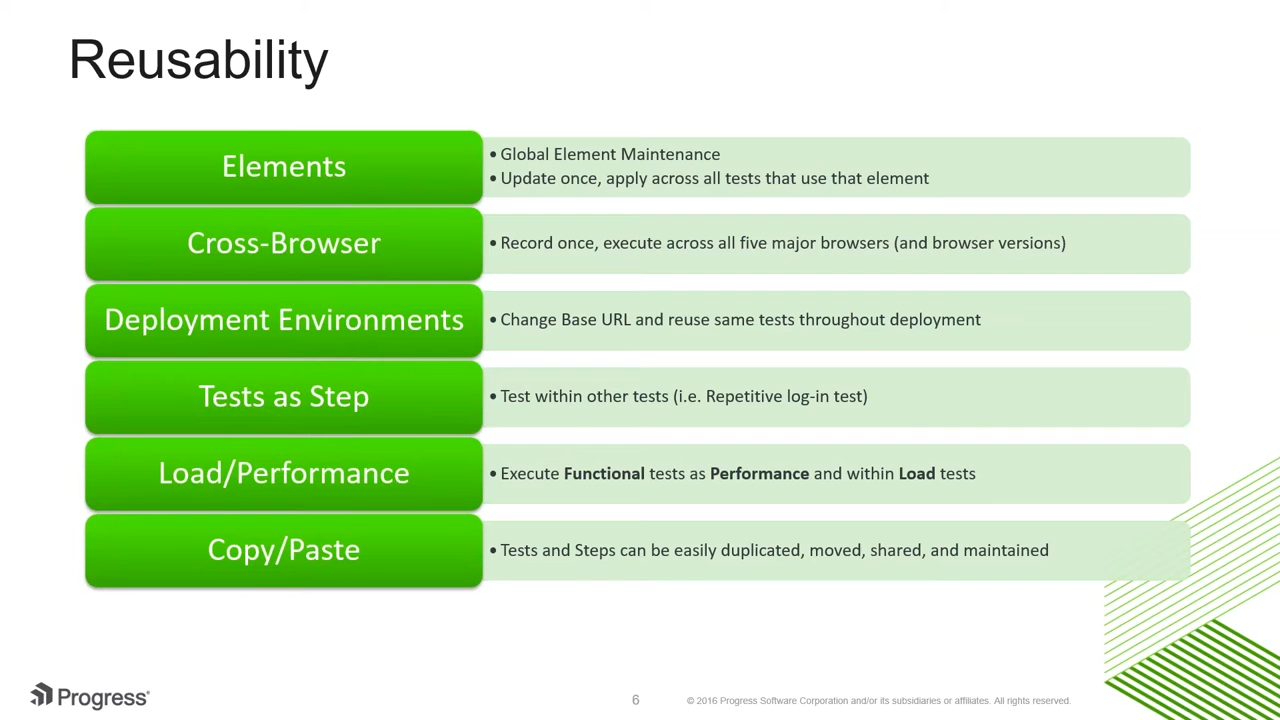 Reusability
Elements
• Global Element Maintenance
• Update once, apply across all tests that use that element
Cross-Browser
• Record once, execute across all five major browsers (and browser versions)
Deployment Environments
• Change Base URL and reuse same tests throughout deployment
Tests as Step
• Test within other tests (i.e. Repetitive log-in test)
Load/Performance
• Execute Functional tests as Performance and within Load tests
Copy/Paste
• Tests and Steps can be easily duplicated, moved, shared, and maintained
Progress
6
© 2016 Progress Software Corporation and/or its subsidiaries or affiliates. All rights reserved.